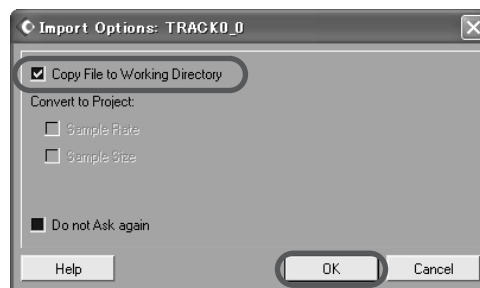 Import Options: TRACK0_0
Copy File to Working Directory
Convert to Project:
Sample Rate
Sample Size
Do not Ask again
Help OK Cancel